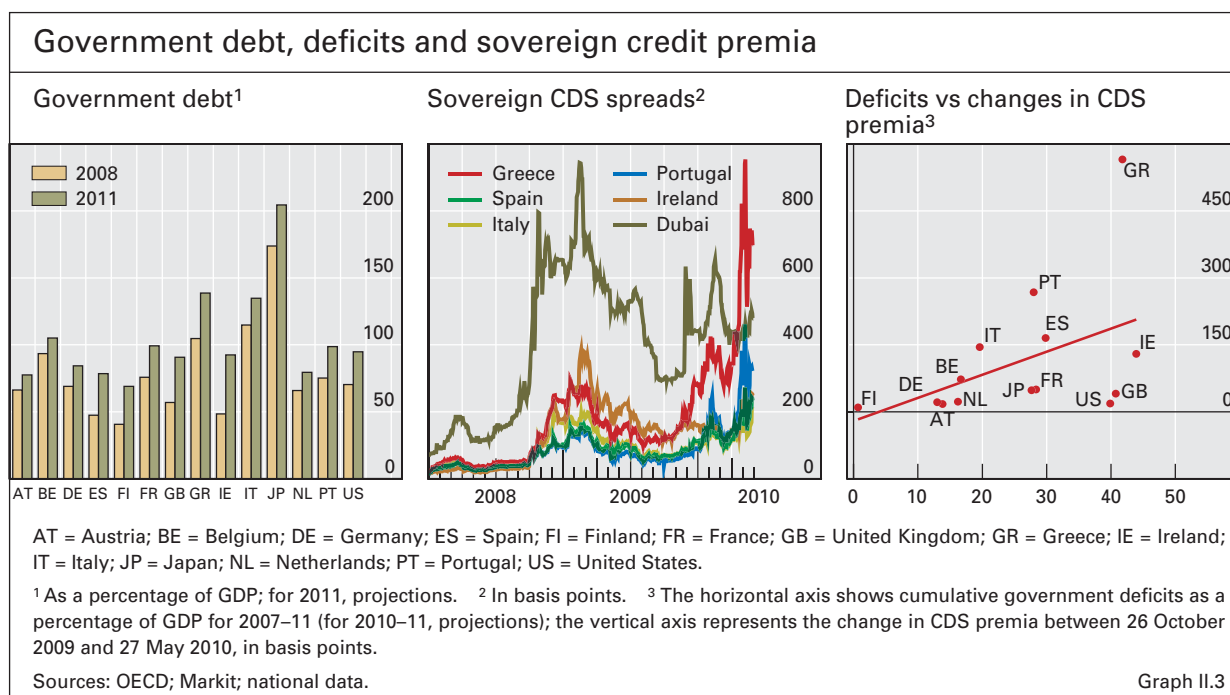 Government debt, deficits and sovereign credit premia
Government debt¹
2008
2011
200
150
100
50
0
AT BE DE ES FI FR GB GR IE IT JP NL PT US
Sovereign CDS spreads²
Greece
Spain
Italy
Portugal
Ireland
Dubai
800
600
400
200
0
2008 2009 2010
Deficits vs changes in CDS
premia³
GR
450
300
PT
ES
IT
150
IE
BE
DE
FR
JP
GB
FI
NL
US
0
AT
0 10 20 30 40 50
AT = Austria; BE = Belgium; DE = Germany; ES = Spain; FI = Finland; FR = France; GB = United Kingdom; GR = Greece; IE = Ireland;
IT = Italy; JP = Japan; NL = Netherlands; PT = Portugal; US = United States.
¹ As a percentage of GDP; for 2011, projections. ² In basis points. ³ The horizontal axis shows cumulative government deficits as a
percentage of GDP for 2007–11 (for 2010–11, projections); the vertical axis represents the change in CDS premia between 26 October
2009 and 27 May 2010, in basis points.
Sources: OECD; Markit; national data. Graph II.3